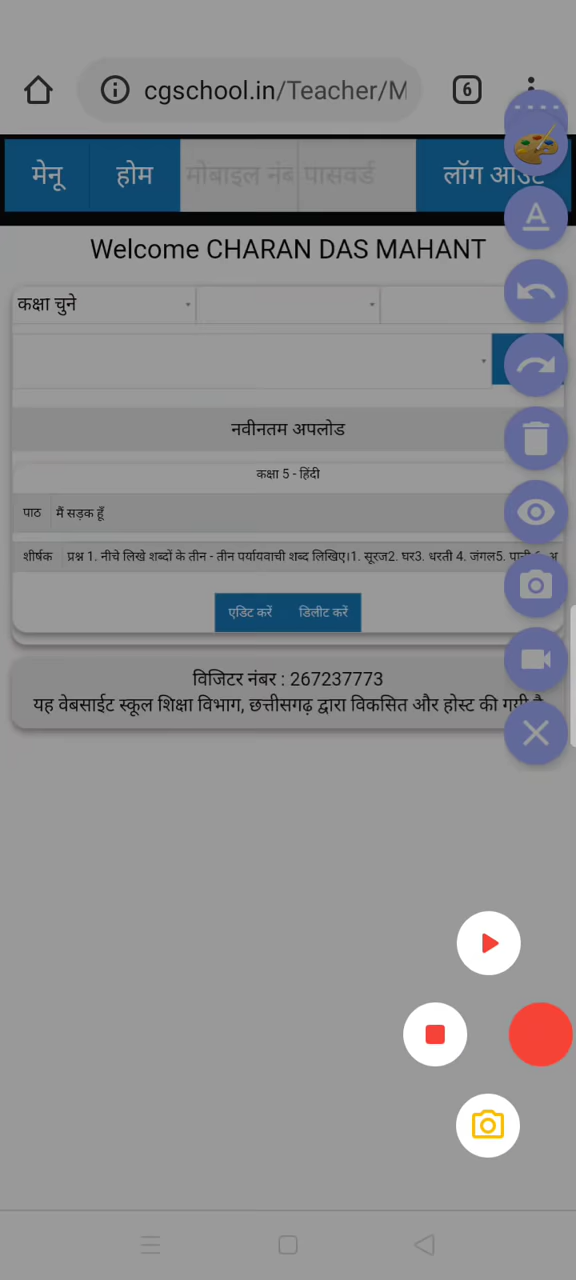 cgschool.in/Teacher/M
6
मेनू होम मोबाइल नंब पासवर्ड लॉग आउट
A
Welcome CHARAN DAS MAHANT
कक्षा चुने
नवीनतम अपलोड
कक्षा 5 - हिंदी
पाठ मैं सड़क हूँ
शीर्षक प्रश्न 1. नीचे लिखे शब्दों के तीन - तीन पर्यायवाची शब्द लिखिए।1. सूरज2. घर3. धरती 4. जंगल5. पानी 6. अ
एडिट करें डिलीट करें
विजिटर नंबर : 267237773
यह वेबसाईट स्कूल शिक्षा विभाग, छत्तीसगढ़ द्वारा विकसित और होस्ट की गयी है